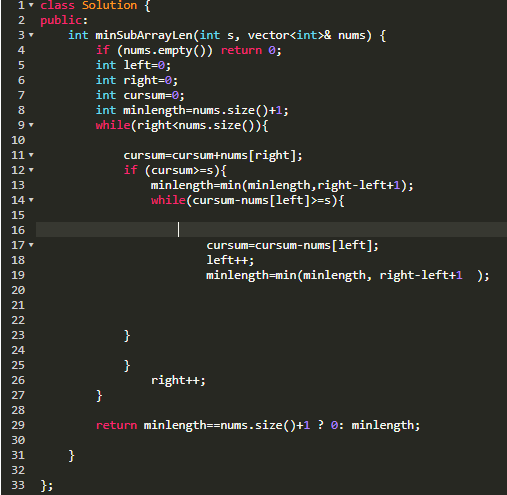 1 class Solution {
2 public:
3 int minSubArrayLen(int s, vector<int>& nums) {
4 if (nums.empty()) return 0;
5 int left=0;
6 int right=0;
7 int cursum=0;
8 int minlength=nums.size()+1;
9 while(right<nums.size()){
10
11 cursum=cursum+nums[right];
12 if (cursum>=s){
13 minlength=min(minlength,right-left+1);
14 while(cursum-nums[left]>=s){
15
16
17 cursum=cursum-nums[left];
18 left++;
19 minlength=min(minlength, right-left+1  );
20
21
22
23 }
24
25 }
26 right++;
27 }
28
29 return minlength==nums.size()+1 ? 0: minlength;
30
31 }
32
33 };